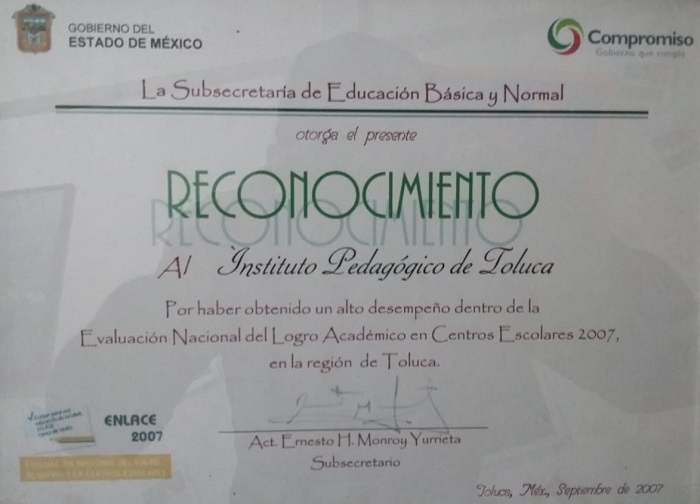 GOBIERNO DEL
ESTADO DE MÉXICO
Compromiso
Gobierno que cumple
La Subsecretaría de Educación Básica y Normal
otorga el presente
RECONOCIMIENTO
Al Instituto Pedagógico de Toluca
Por haber obtenido un alto desempeño dentro de la
Evaluación Nacional del Logro Académico en Centros Escolares 2007,
en la región de Toluca.
ENLACE
2007
Act. Ernesto H. Monroy Yurrieta
Subsecretario
Toluca, Méx, Septiembre de 2007